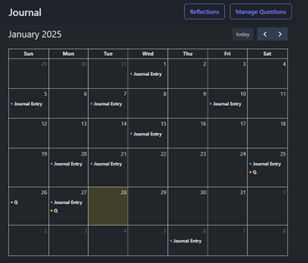 Journal
Reflections
Manage Questions
January 2025
today
Sun Mon Tue Wed Thu Fri Sat
29 30 31 1 2 3 4
Journal Entry
5 6 7 8 9 10 11
Journal Entry Journal Entry Journal Entry
12 13 14 15 16 17 18
Journal Entry
19 20 21 22 23 24 25
Journal Entry Journal Entry Journal Entry
Q
26 27 28 29 30 31 1
Q Journal Entry
Q
2 3 4 5 6 7 8
Journal Entry